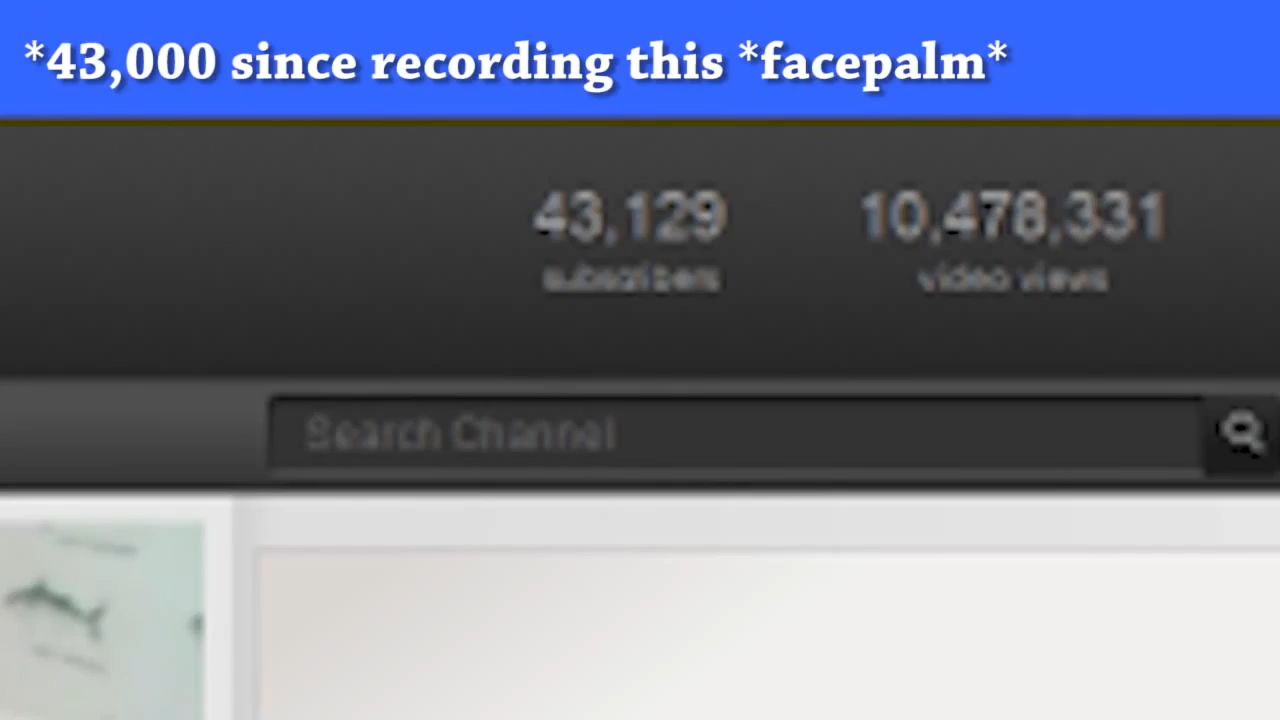 *43,000 since recording this *facepalm*
43,129 10,478,331
subscribers video views
Search Channel